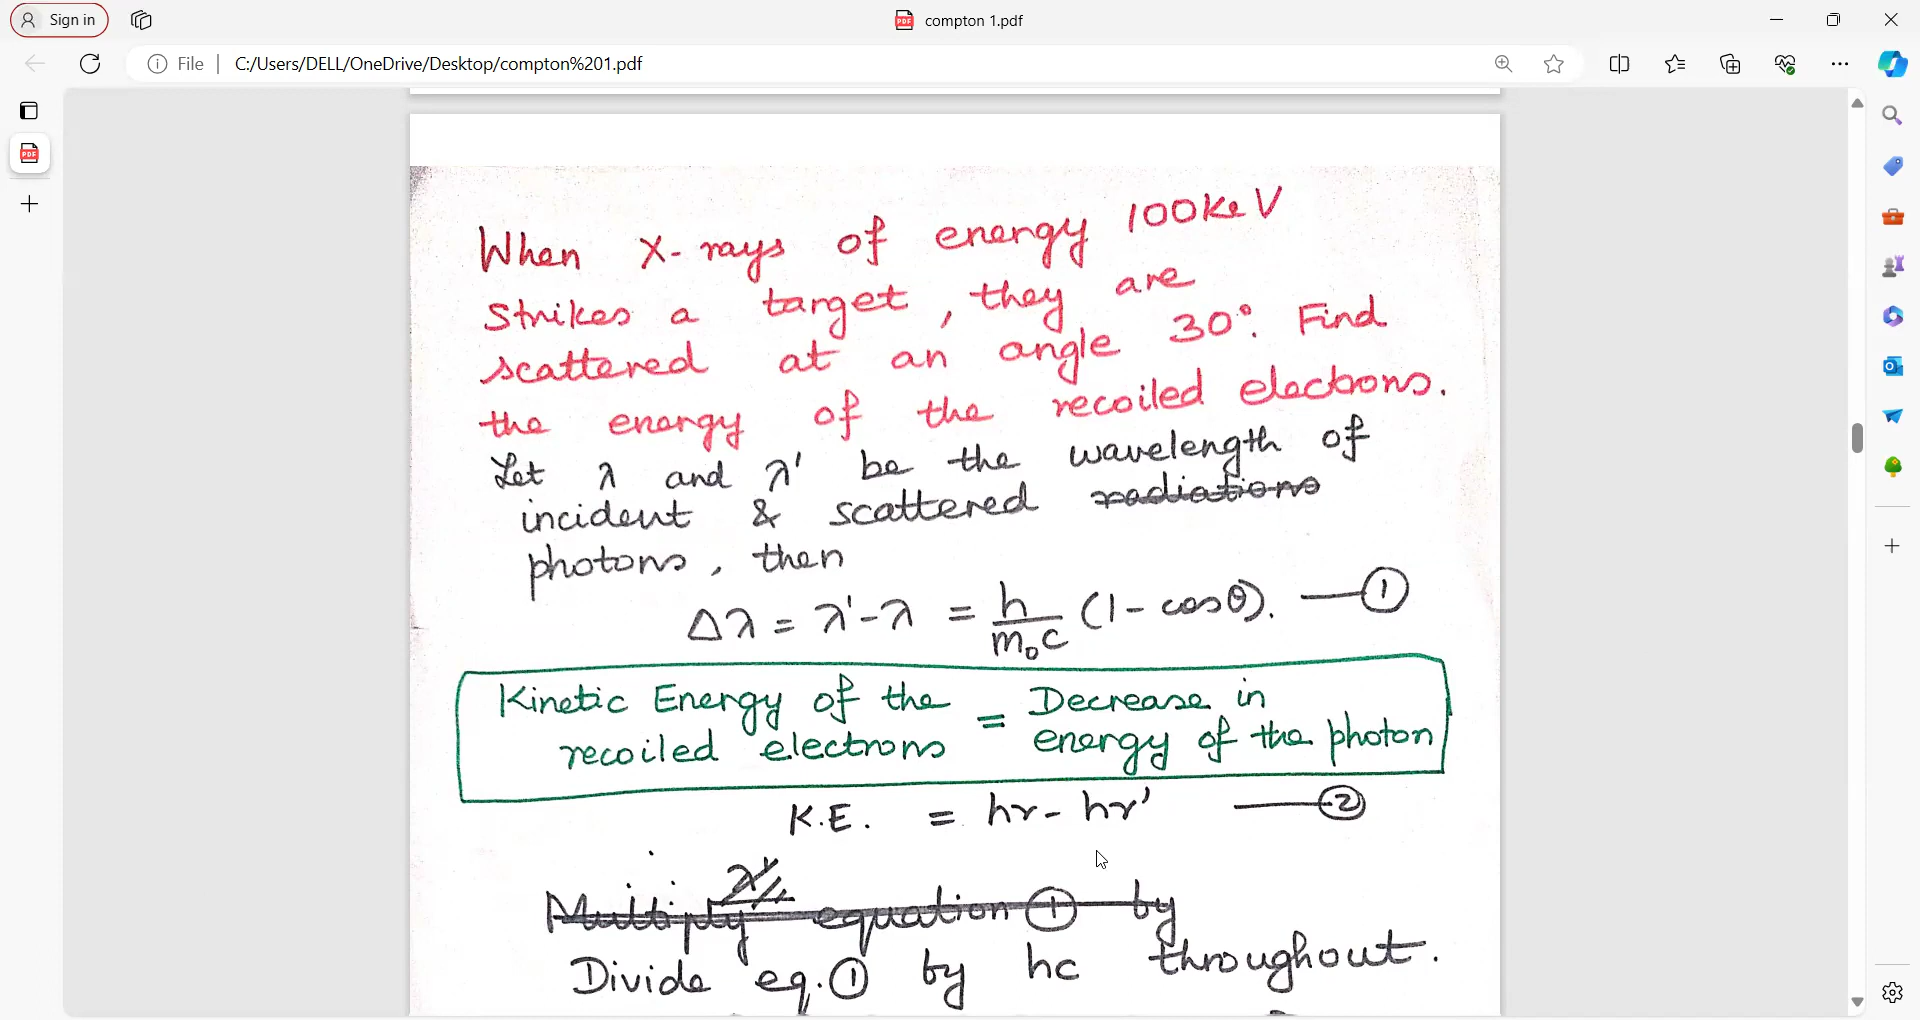 Sign in
compton 1.pdf
File
C:/Users/DELL/OneDrive/Desktop/compton%201.pdf
When X-rays of energy 100KeV
strikes a target, they are
scattered at an angle 30°. Find
the energy of the recoiled electrons.
Let λ and λ' be the wavelength of
incident & scattered radiations
photons, then
Δλ = λ'-λ = h/m₀c (1-cosθ). —①
Kinetic Energy of the = Decrease in
recoiled electrons energy of the photon
K.E. = hν- hν' —②
λ'
Multiply equation ① by
Divide eq.① by hc throughout.